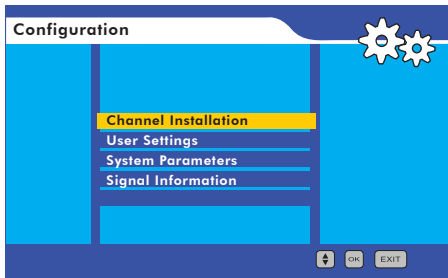 Configuration
Channel Installation
User Settings
System Parameters
Signal Information
OK EXIT